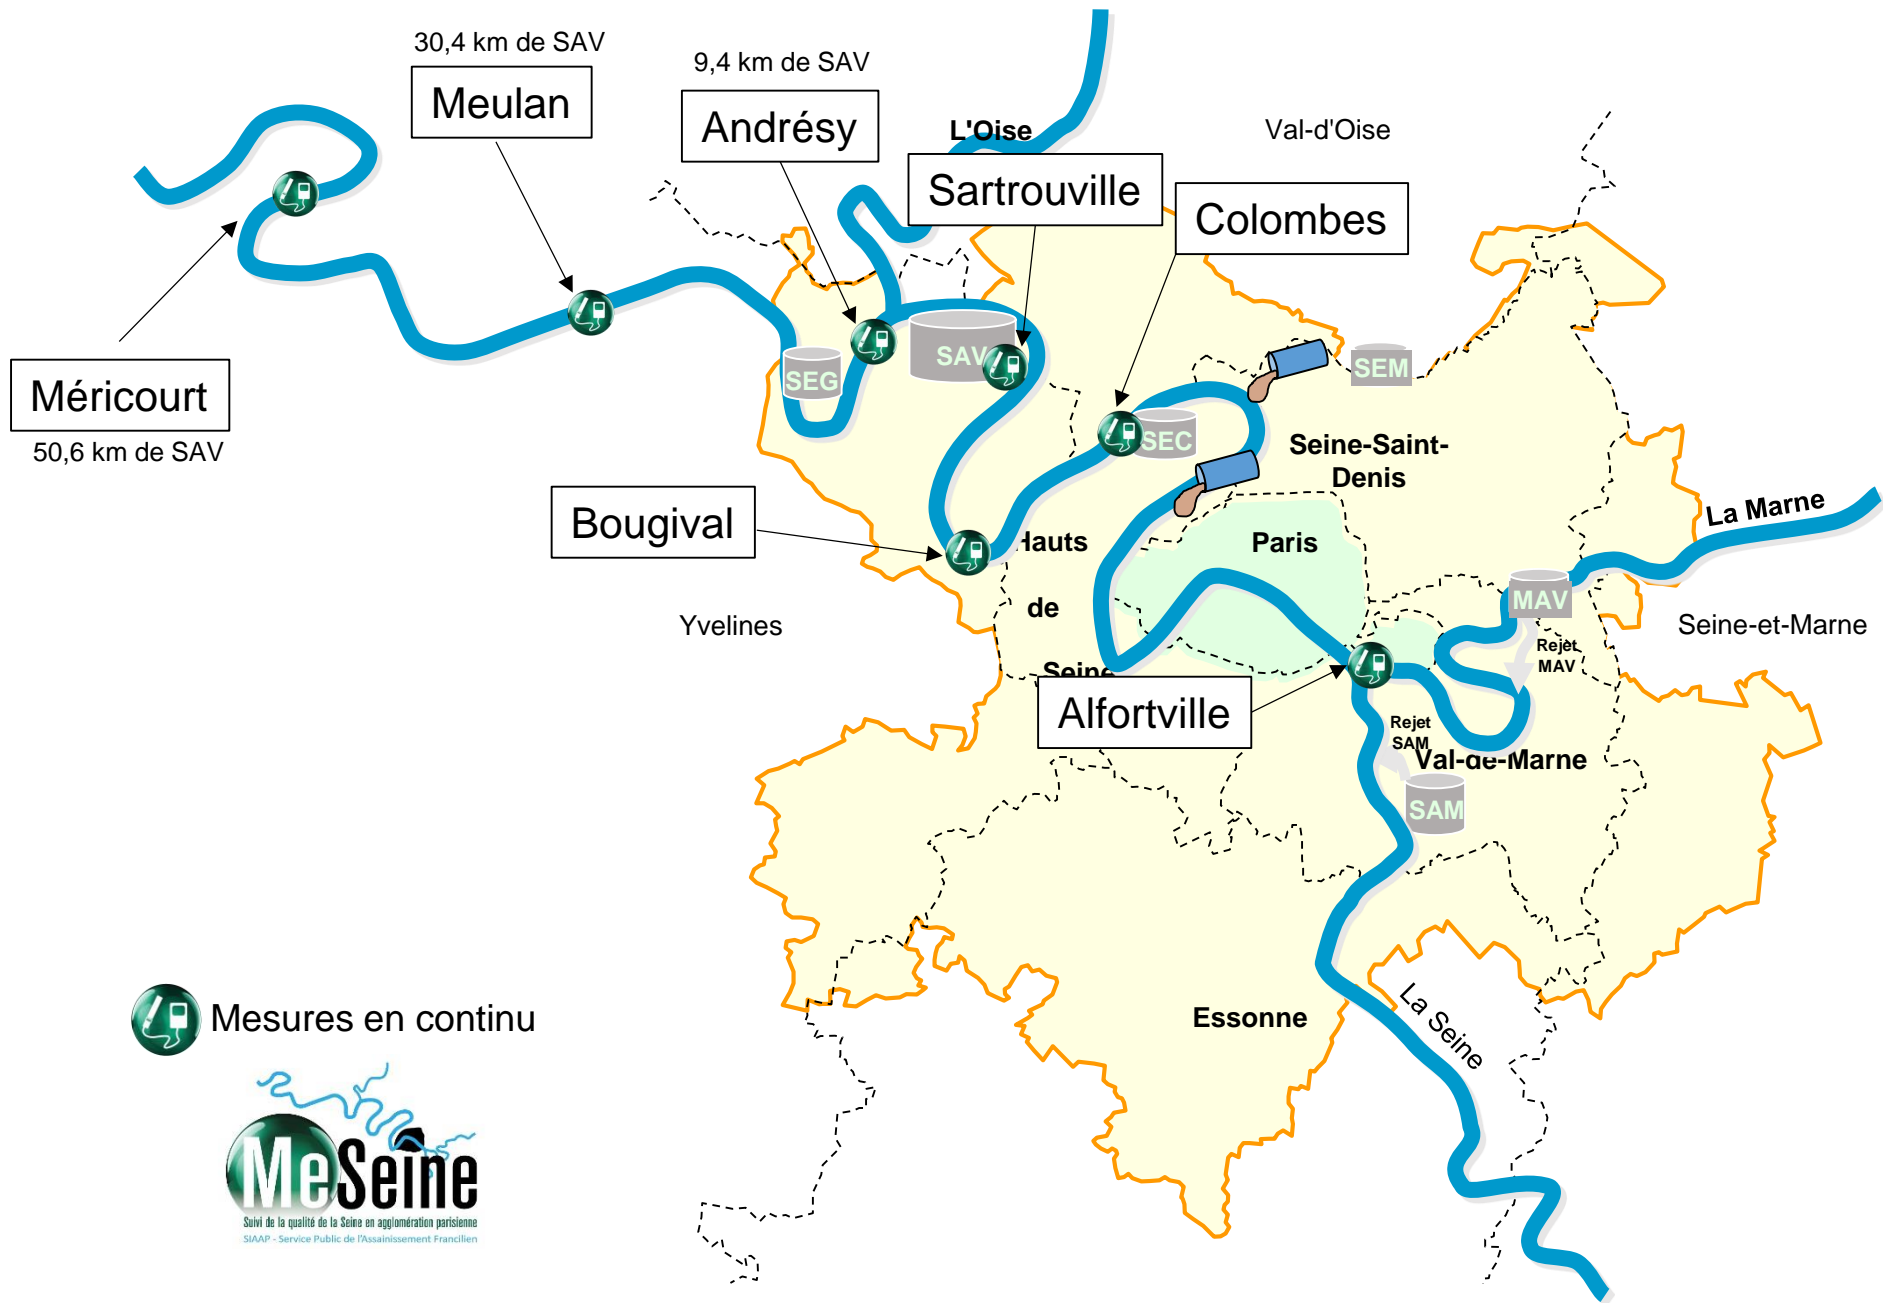 30,4 km de SAV
Meulan
9,4 km de SAV
Andrésy
L'Oise
Val-d'Oise
Sartrouville
Colombes
Méricourt
50,6 km de SAV
SEG
SAV
SEM
SEC
Seine-Saint-
Denis
La Marne
Bougival
Hauts
de
Seine
Paris
MAV
Rejet
MAV
Yvelines
Seine-et-Marne
Alfortville
Rejet
SAM
Val-de-Marne
SAM
Essonne
La Seine
Mesures en continu
MeSeine
Suivi de la qualité de la Seine en agglomération parisienne
SIAAP - Service Public de l'Assainissement Francilien